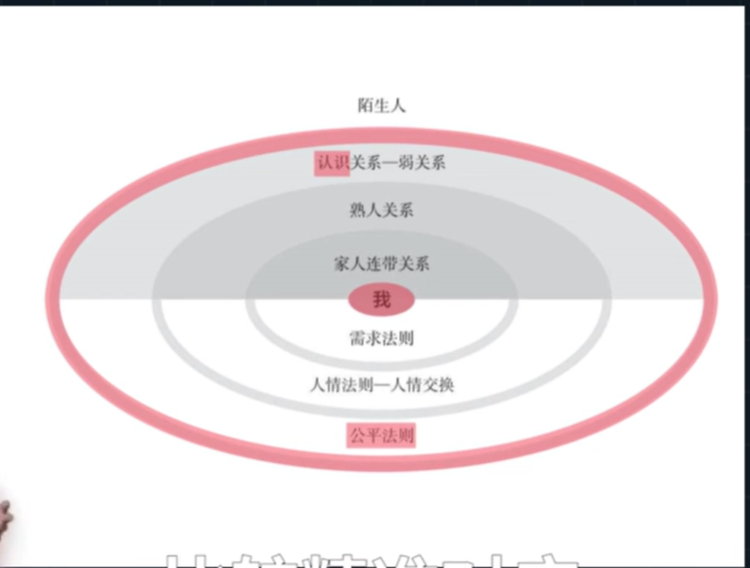 陌生人
认识关系—弱关系
熟人关系
家人连带关系
我
需求法则
人情法则—人情交换
公平法则